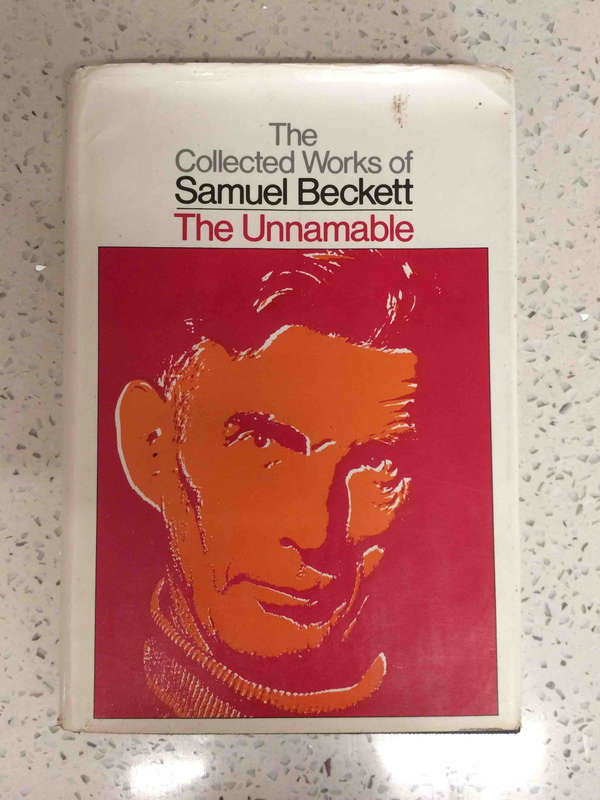 The
Collected Works of
Samuel Beckett
The Unnamable